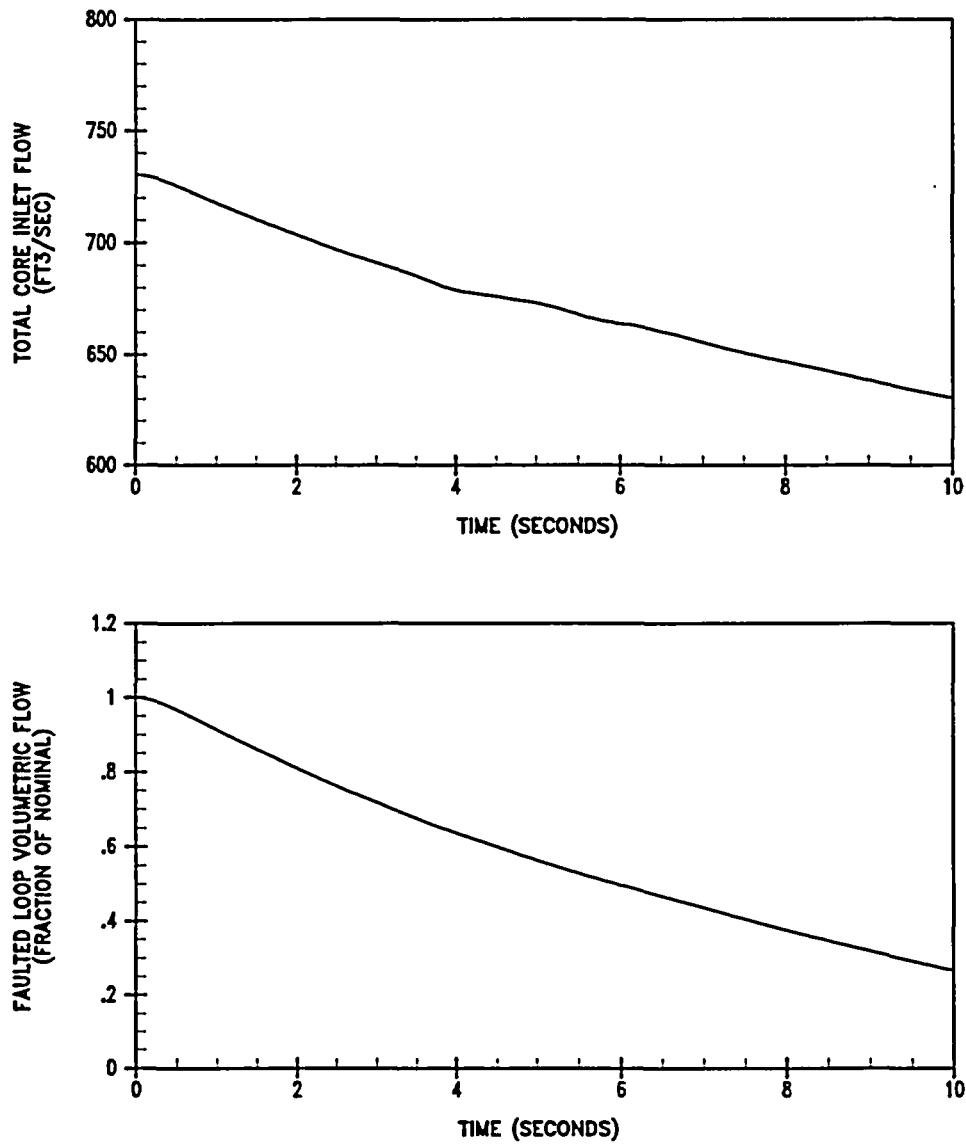 TOTAL CORE INLET FLOW
(FT3/SEC)
800
750
700
650
600
0 2 4 6 8 10
TIME (SECONDS)
FAULTED LOOP VOLUMETRIC FLOW
(FRACTION OF NOMINAL)
1.2
1
.8
.6
.4
.2
0
0 2 4 6 8 10
TIME (SECONDS)